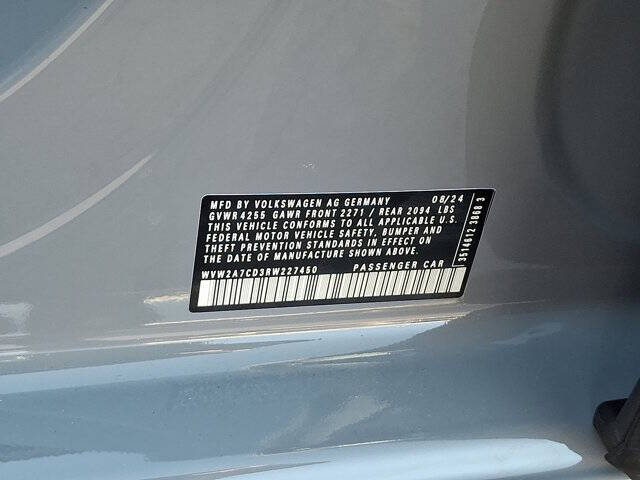 MFD BY VOLKSWAGEN AG GERMANY 08/24
GVWR 4255 GAWR FRONT 2271 / REAR 2094 LBS
THIS VEHICLE CONFORMS TO ALL APPLICABLE U.S.
FEDERAL MOTOR VEHICLE SAFETY, BUMPER AND
THEFT PREVENTION STANDARDS IN EFFECT ON
THE DATE OF MANUFACTURE SHOWN ABOVE.
WVW2A7CD3RW227450 PASSENGER CAR